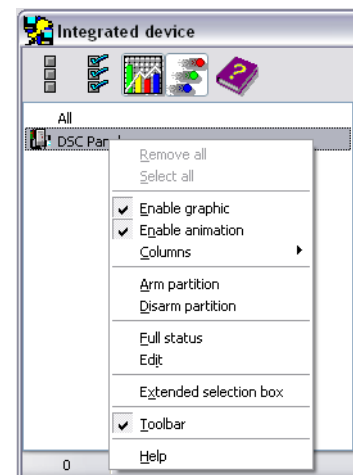 Integrated device
All
DSC Pan
Remove all
Select all
Enable graphic
Enable animation
Columns
Arm partition
Disarm partition
Full status
Edit
Extended selection box
Toolbar
Help
0